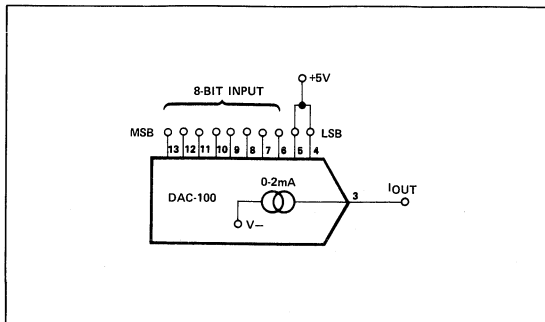 +5V
8-BIT INPUT
MSB LSB
13 12 11 10 9 8 7 6 5 4
0-2mA
DAC-100 3 IOUT
V−